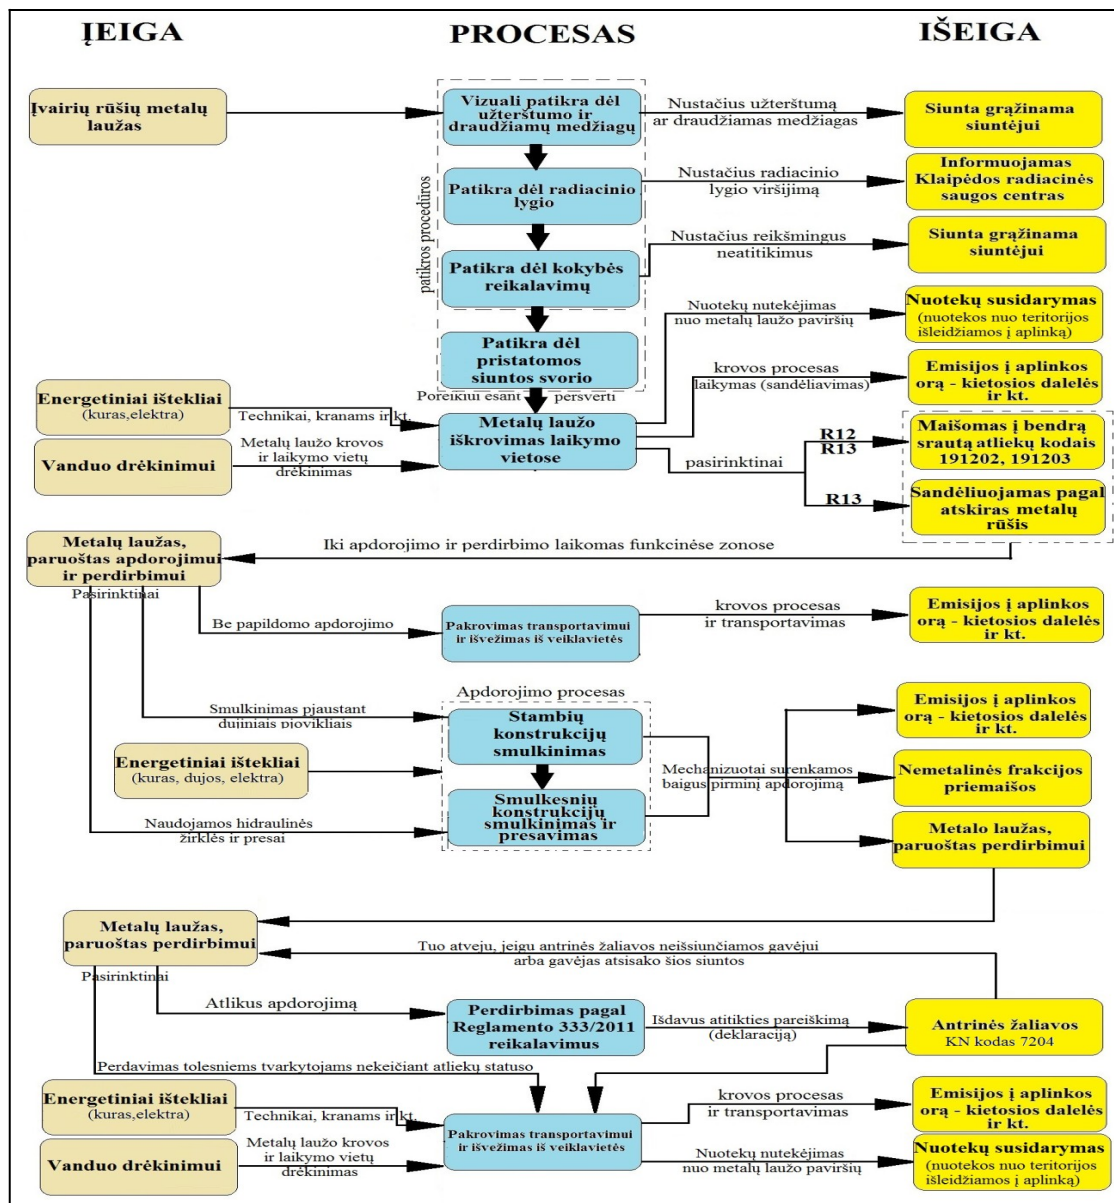 ĮEIGA
PROCESAS
IŠEIGA
Įvairių rūšių metalų
laužas
Vizuali patikra dėl
užterštumo ir
draudžiamų medžiagų
Nustačius užterštumą
ar draudžiamas medžiagas
Siunta grąžinama
siuntėjui
patikros procedūros
Patikra dėl radiacinio
lygio
Nustačius radiacinio
lygio viršijimą
Informuojamas
Klaipėdos radiacinės
saugos centras
Patikra dėl kokybės
reikalavimų
Nustačius reikšmingus
neatitikimus
Siunta grąžinama
siuntėjui
Patikra dėl
pristatomos
siuntos svorio
Nuotekų nutekėjimas
nuo metalų laužo paviršių
Nuotekų susidarymas
(nuotekos nuo teritorijos
išleidžiamos į aplinką)
Poreikiui esant persverti
krovos procesas
laikymas (sandėliavimas)
Emisijos į aplinkos
orą - kietosios dalelės
ir kt.
Energetiniai ištekliai
(kuras,elektra)
Technikai, kranams ir kt.
Metalų laužo
iškrovimas laikymo
vietose
Vanduo drėkinimui
Metalų laužo krovos
ir laikymo vietų
drėkinimas
pasirinktinai
R12
R13
Maišomas į bendrą
srautą atliekų kodais
191202, 191203
R13
Sandėliuojamas pagal
atskiras metalų
rūšis
Metalų laužas,
paruoštas apdorojimui
ir perdirbimui
Iki apdorojimo ir perdirbimo laikomas funkcinėse zonose
Pasirinktinai
Be papildomo apdorojimo
Pakrovimas transportavimui
ir išvežimas iš veiklavietės
krovos procesas
ir transportavimas
Emisijos į aplinkos
orą - kietosios dalelės
ir kt.
Apdorojimo procesas
Smulkinimas pjaustant
dujiniais pjovikliais
Stambių
konstrukcijų
smulkinimas
Emisijos į aplinkos
orą - kietosios dalelės
ir kt.
Energetiniai ištekliai
(kuras, dujos, elektra)
Mechanizuotai surenkamos
baigus pirminį apdorojimą
Nemetalinės frakcijos
priemaišos
Naudojamos hidraulinės
žirklės ir presai
Smulkesnių
konstrukcijų
smulkinimas ir
presavimas
Metalo laužas,
paruoštas perdirbimui
Metalų laužas,
paruoštas perdirbimui
Tuo atveju, jeigu antrinės žaliavos neišsiunčiamos gavėjui
arba gavėjas atsisako šios siuntos
Pasirinktinai
Atlikus apdorojimą
Perdirbimas pagal
Reglamento 333/2011
reikalavimus
Išdavus atitikties pareiškimą
(deklaraciją)
Antrinės žaliavos
KN kodas 7204
Perdavimas tolesniems tvarkytojams nekeičiant atliekų statuso
Energetiniai ištekliai
(kuras,elektra)
Technikai, kranams ir kt.
Pakrovimas transportavimui
ir išvežimas iš veiklavietės
krovos procesas
ir transportavimas
Emisijos į aplinkos
orą - kietosios dalelės
ir kt.
Vanduo drėkinimui
Metalų laužo krovos
ir laikymo vietų
drėkinimas
Nuotekų nutekėjimas
nuo metalų laužo paviršių
Nuotekų susidarymas
(nuotekos nuo teritorijos
išleidžiamos į aplinką)